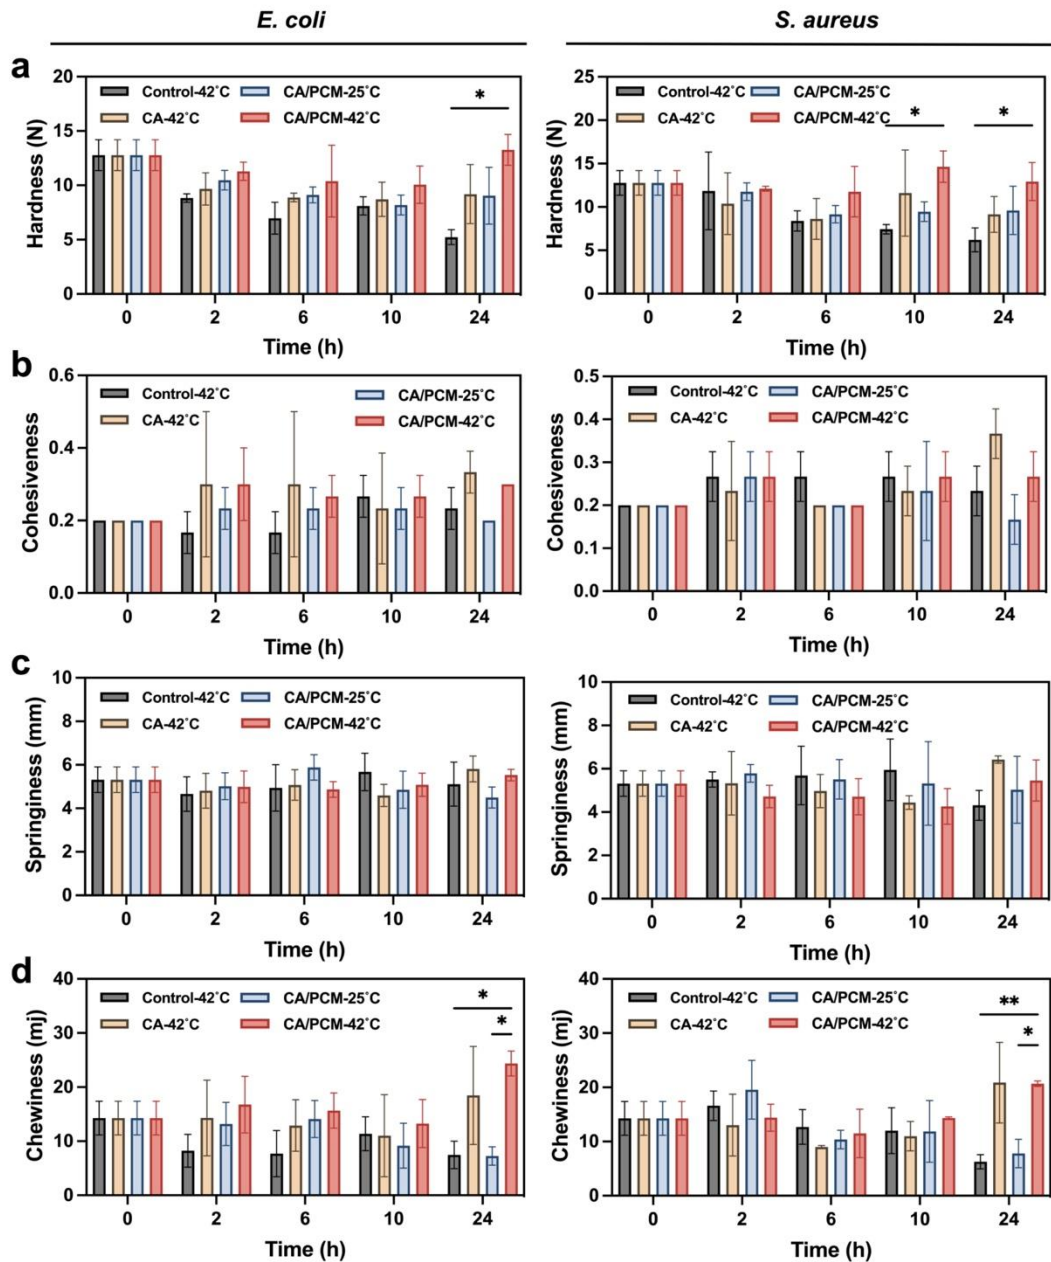 E. coli
S. aureus
a
Hardness (N)
20
15
10
5
0
Control-42°C
CA/PCM-25°C
CA-42°C
CA/PCM-42°C
*
0 2 6 10 24
Time (h)
Hardness (N)
25
20
15
10
5
0
Control-42°C
CA/PCM-25°C
CA-42°C
CA/PCM-42°C
*
*
0 2 6 10 24
Time (h)
b
Cohesiveness
0.6
0.4
0.2
0.0
Control-42°C
CA/PCM-25°C
CA-42°C
CA/PCM-42°C
0 2 6 10 24
Time (h)
Cohesiveness
0.5
0.4
0.3
0.2
0.1
0.0
Control-42°C
CA/PCM-25°C
CA-42°C
CA/PCM-42°C
0 2 6 10 24
Time (h)
c
Springiness (mm)
10
8
6
4
2
0
Control-42°C
CA/PCM-25°C
CA-42°C
CA/PCM-42°C
0 2 6 10 24
Time (h)
Springiness (mm)
10
8
6
4
2
0
Control-42°C
CA/PCM-25°C
CA-42°C
CA/PCM-42°C
0 2 6 10 24
Time (h)
d
Chewiness (mj)
40
30
20
10
0
Control-42°C
CA/PCM-25°C
CA-42°C
CA/PCM-42°C
*
*
0 2 6 10 24
Time (h)
Chewiness (mj)
40
30
20
10
0
Control-42°C
CA/PCM-25°C
CA-42°C
CA/PCM-42°C
**
*
0 2 6 10 24
Time (h)